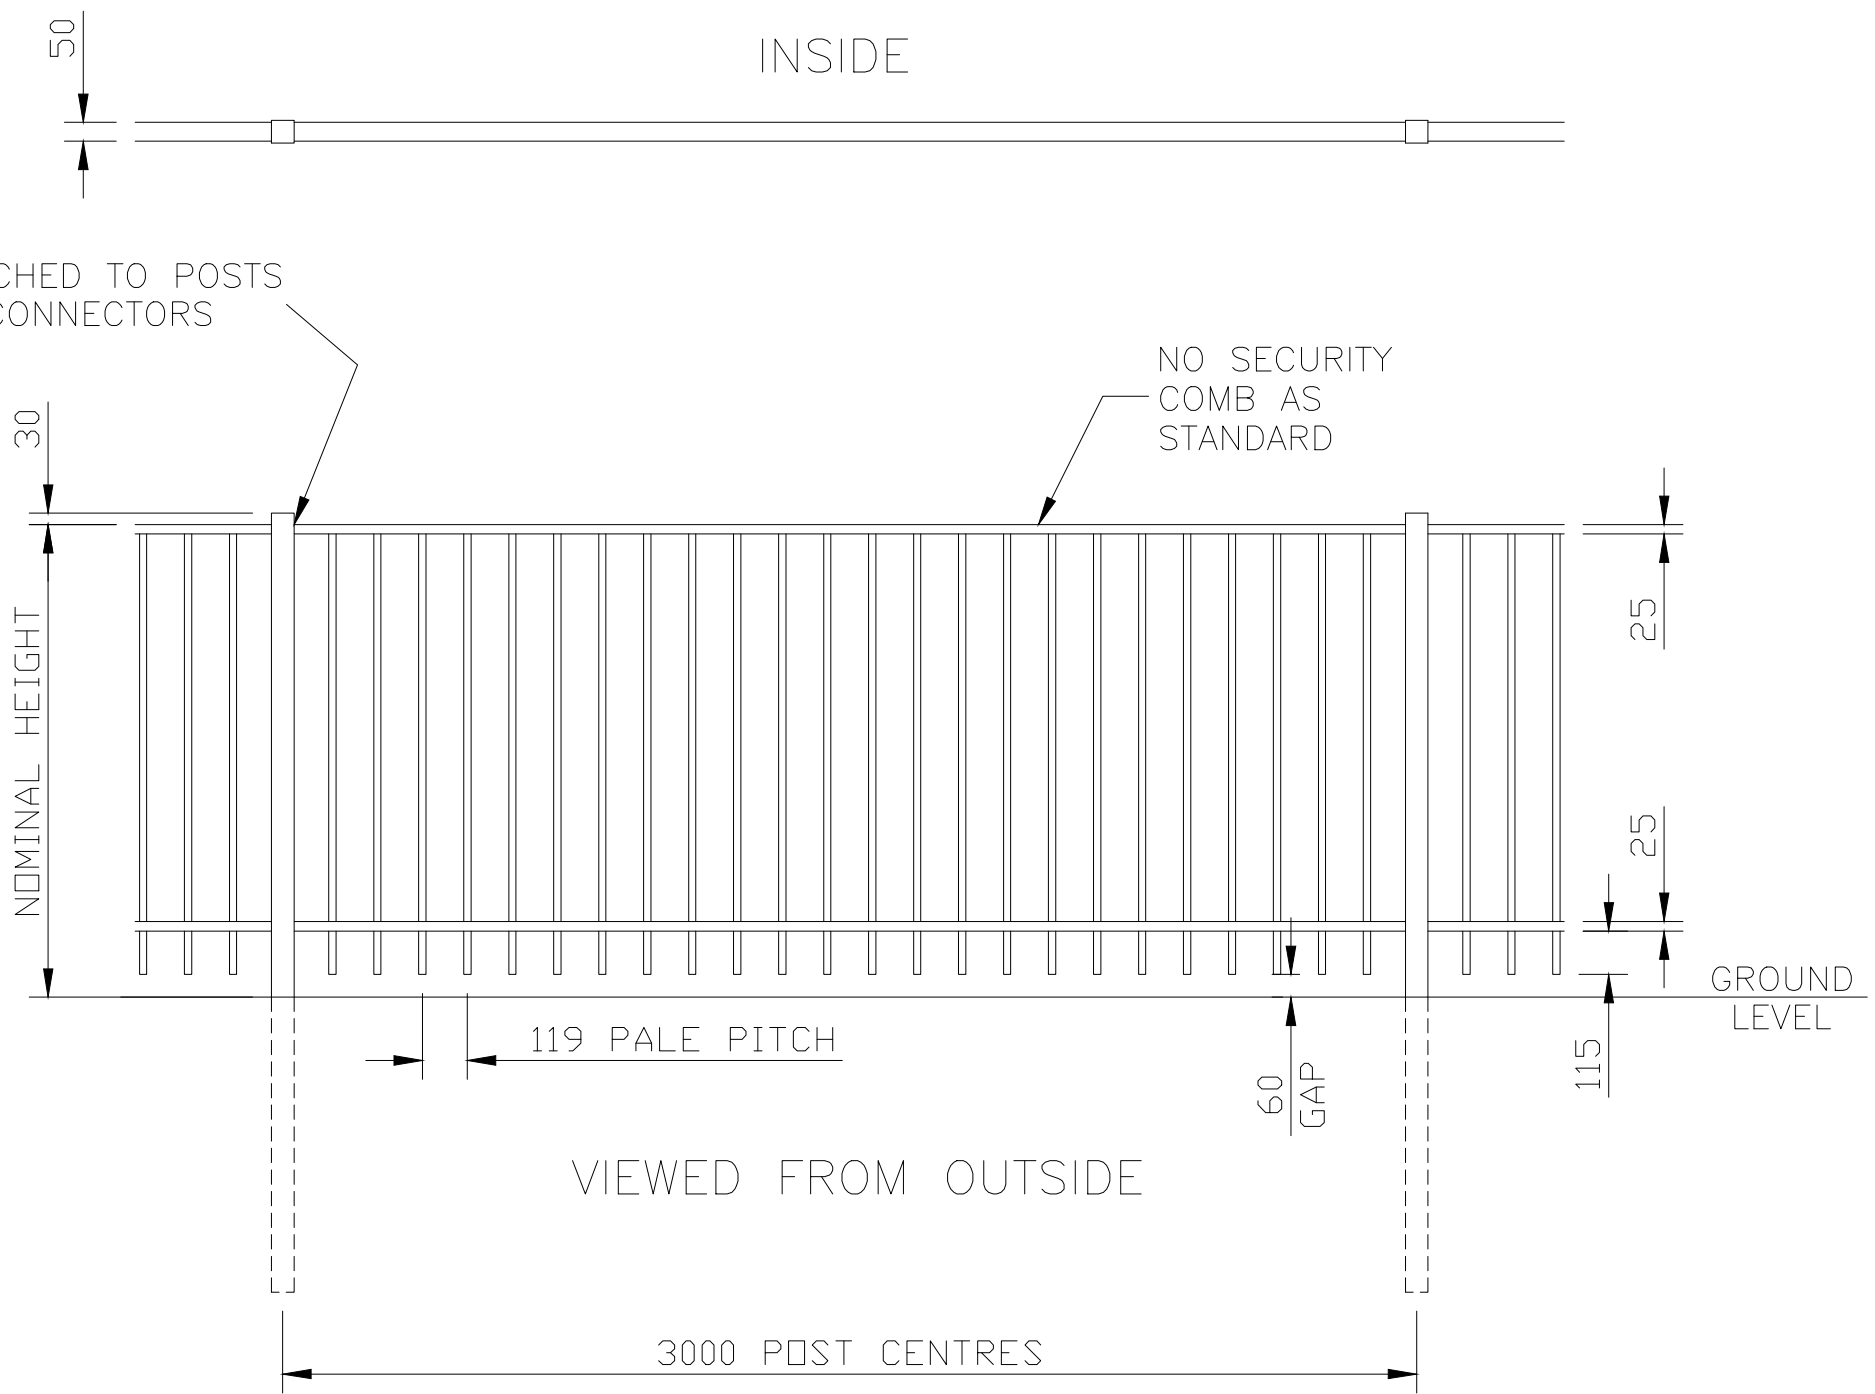 50
INSIDE
CHED TO POSTS
CONNECTORS
NO SECURITY
COMB AS
STANDARD
30
25
NOMINAL HEIGHT
25
GROUND
LEVEL
119 PALE PITCH
60
GAP
115
VIEWED FROM OUTSIDE
3000 POST CENTRES